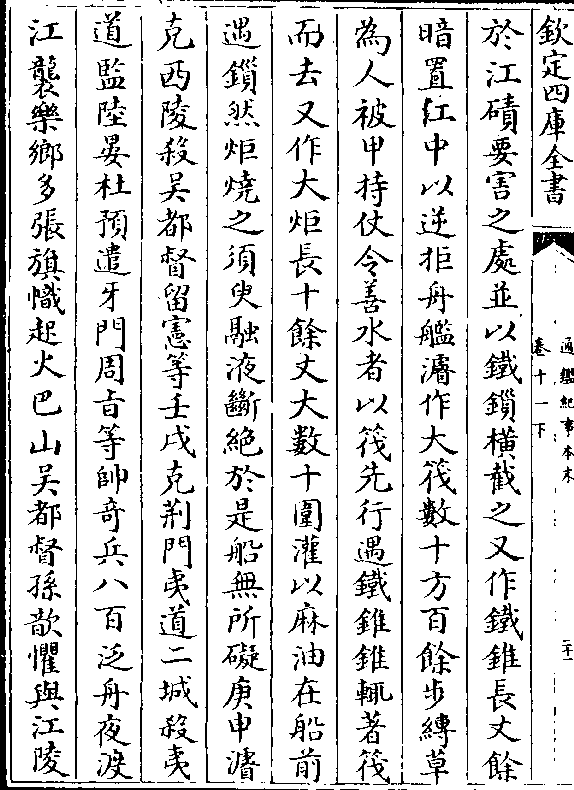 欽定四庫全書
通鑑紀事本末
卷十一下
二十一
於江磧要害之處並以鐵鎖橫截之又作鐵錐長丈餘
暗置江中以逆拒舟艦濬作大筏數十方百餘步縛草
為人被甲持仗令善水者以筏先行遇鐵錐錐輒著筏
而去又作大炬長十餘丈大數十圍灌以麻油在船前
遇鎖然炬燒之須臾融液斷絕於是船無所礙庚申濬
克西陵殺吳都督留憲等壬戌克荊門夷道二城殺夷
道監陸晏杜預遣牙門周㫖等帥奇兵八百泛舟夜渡
江襲樂鄉多張旗幟起火巴山吳都督孫歆懼與江陵